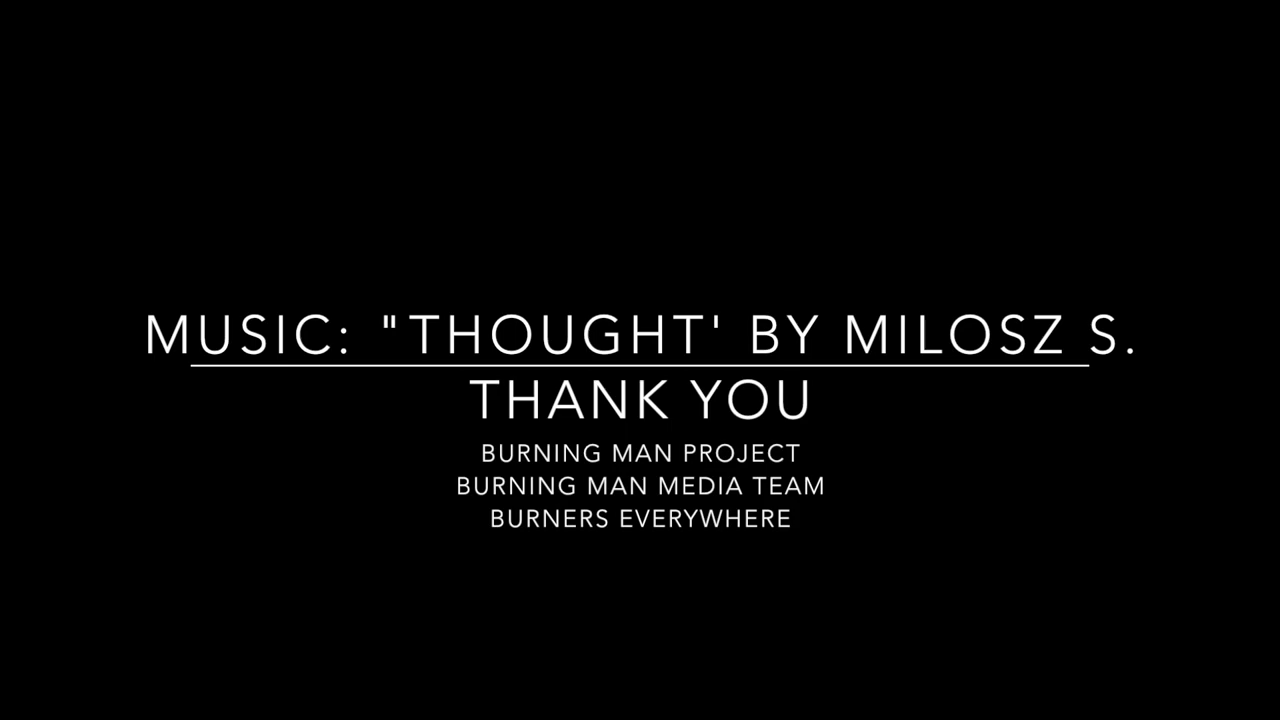 MUSIC: "THOUGHT' BY MILOSZ S.
THANK YOU
BURNING MAN PROJECT
BURNING MAN MEDIA TEAM
BURNERS EVERYWHERE